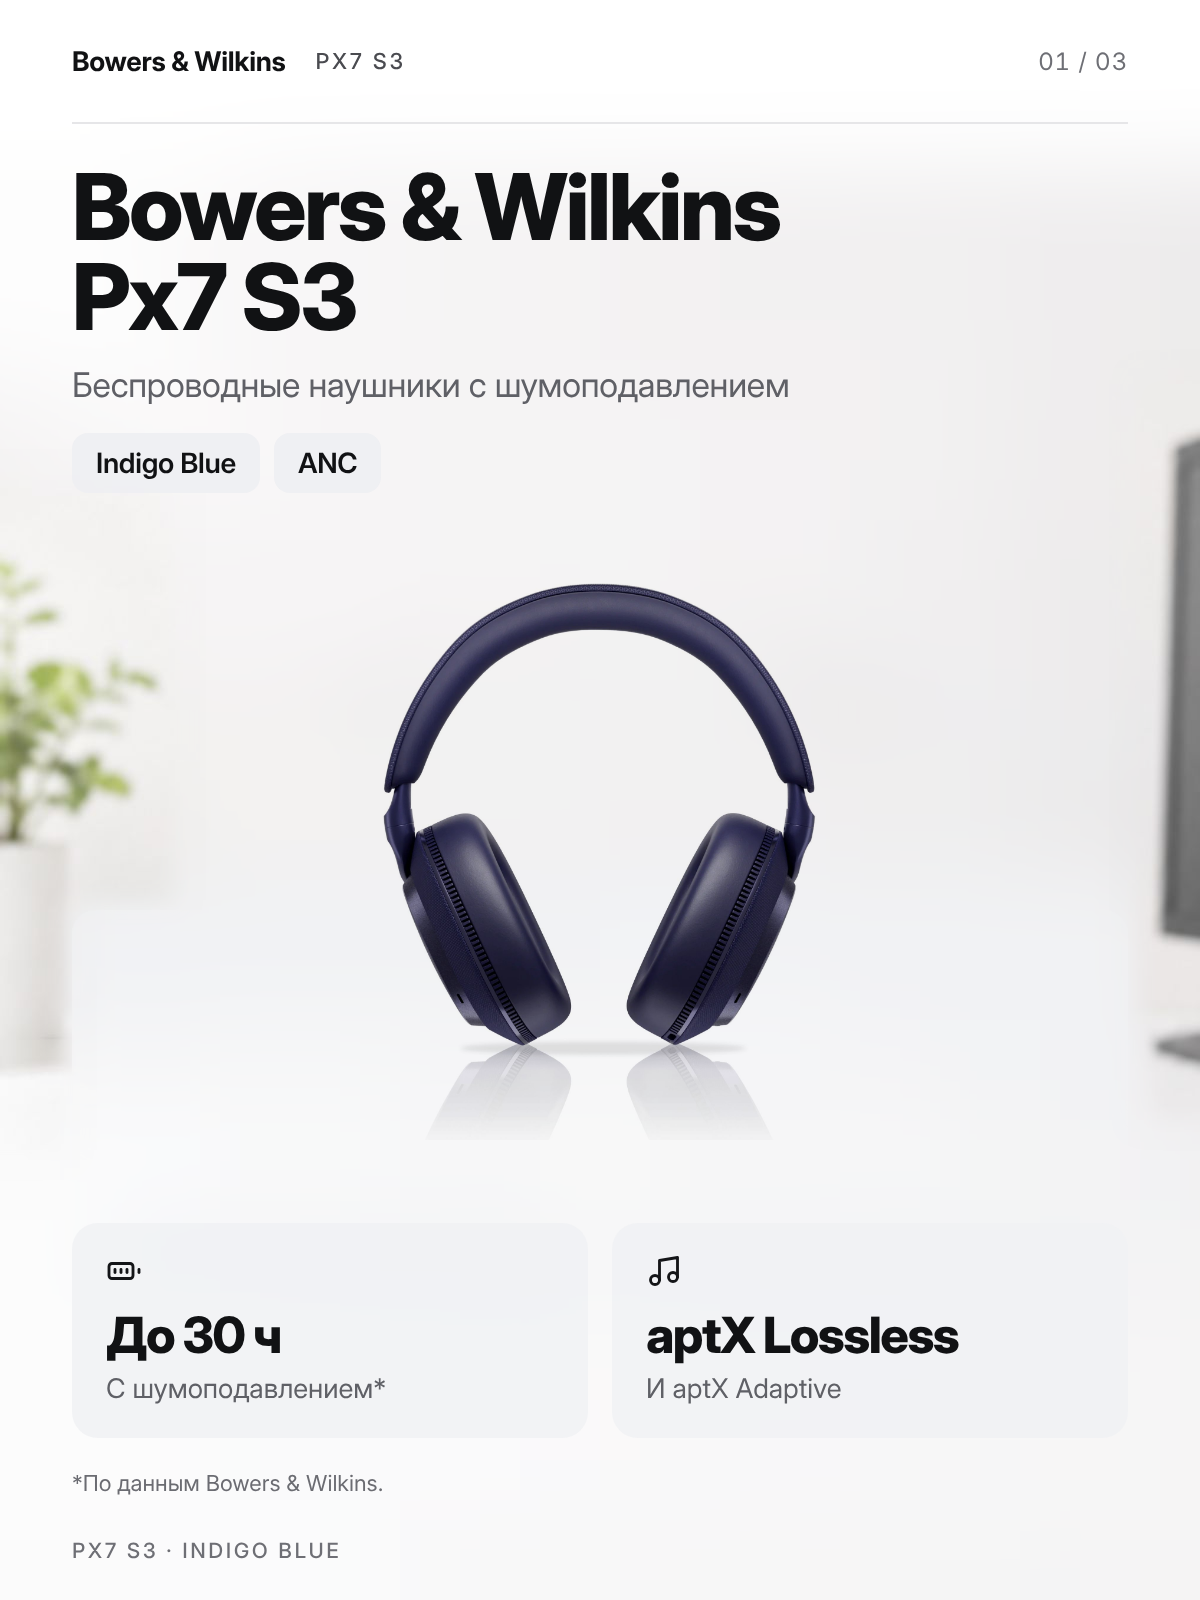 Bowers & Wilkins PX7 S3 01 / 03
Bowers & Wilkins
Px7 S3
Беспроводные наушники с шумоподавлением
Indigo Blue ANC
До 30 ч
С шумоподавлением*
aptX Lossless
И aptX Adaptive
*По данным Bowers & Wilkins.
PX7 S3 · INDIGO BLUE